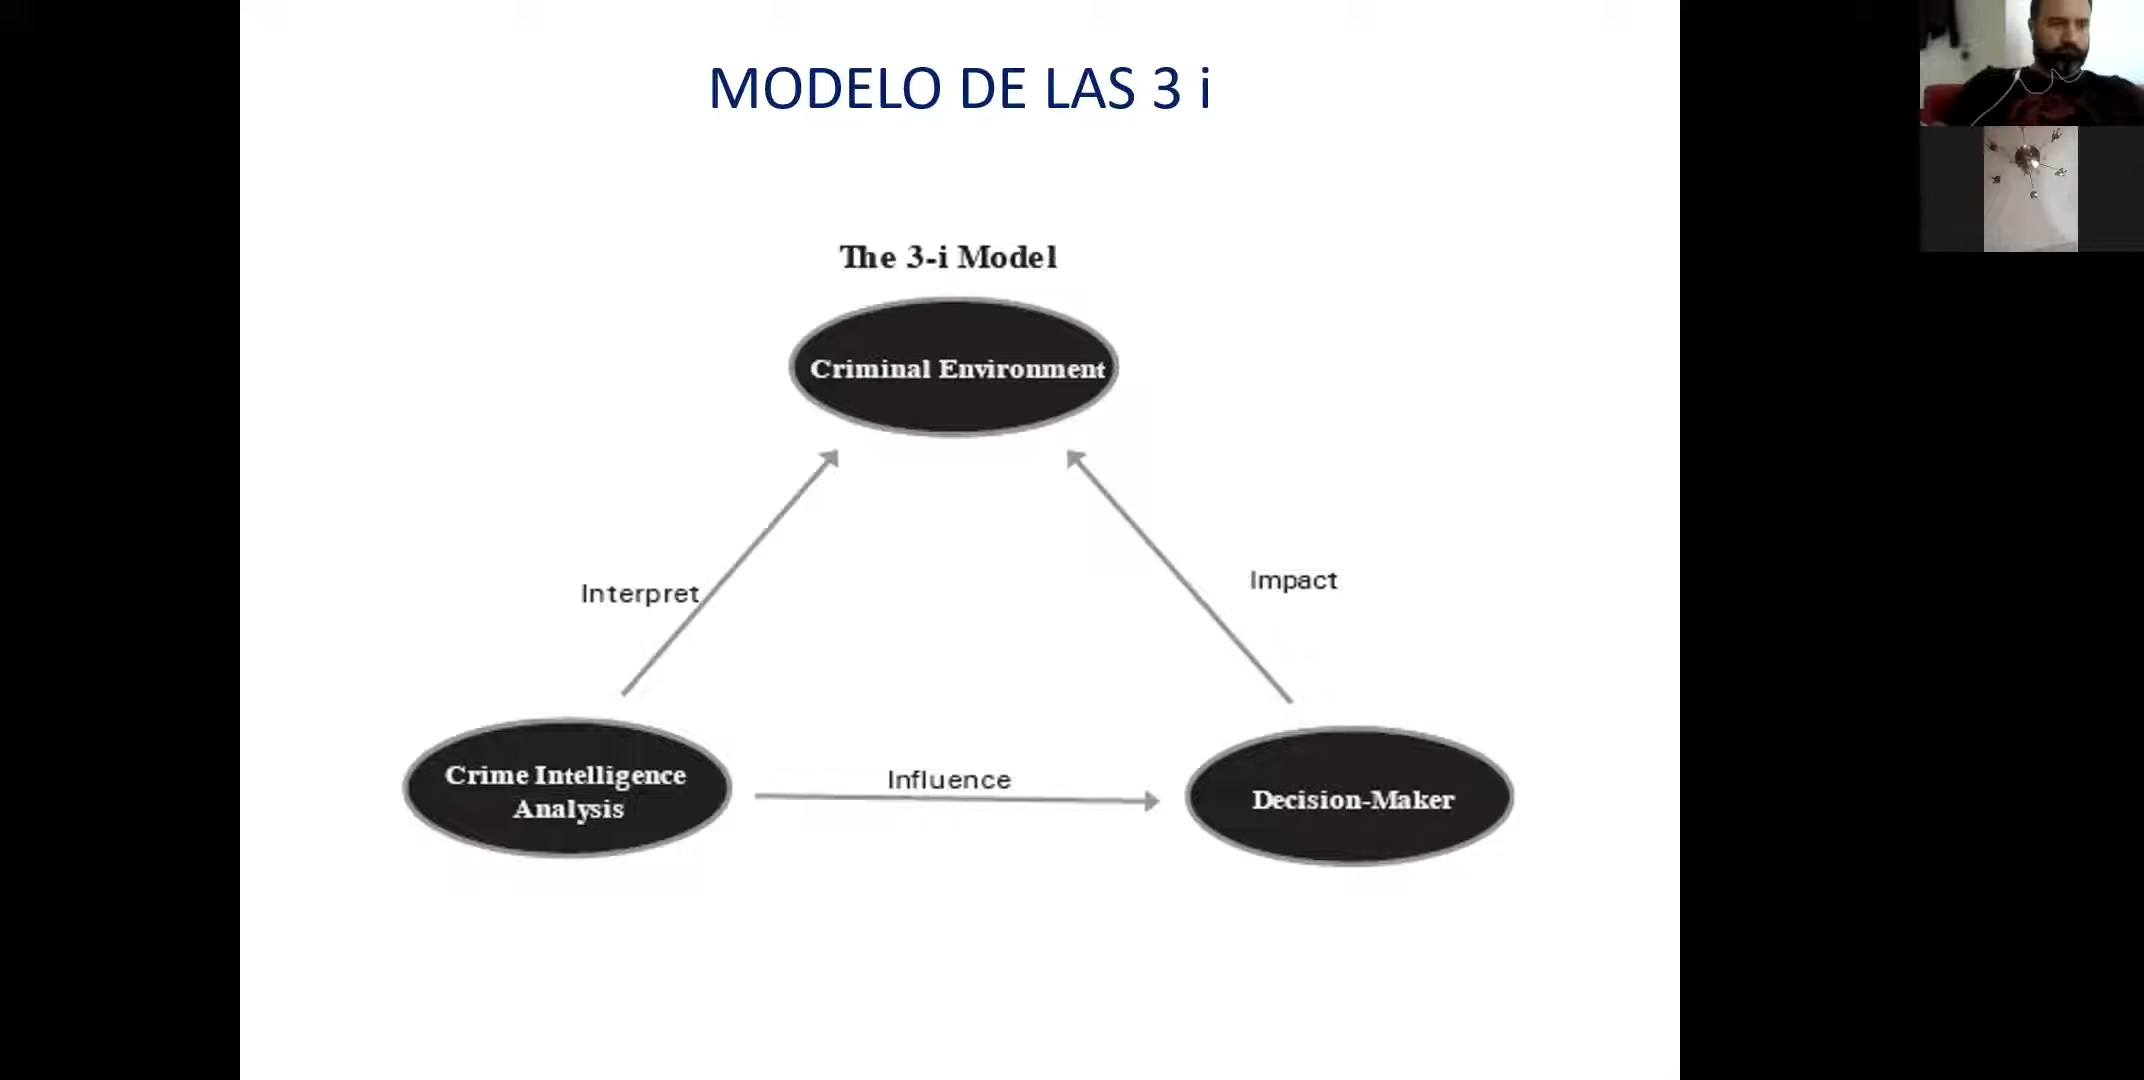 MODELO DE LAS 3 i
The 3-i Model
Criminal Environment
Interpret
Impact
Crime Intelligence
Analysis
Influence
Decision-Maker